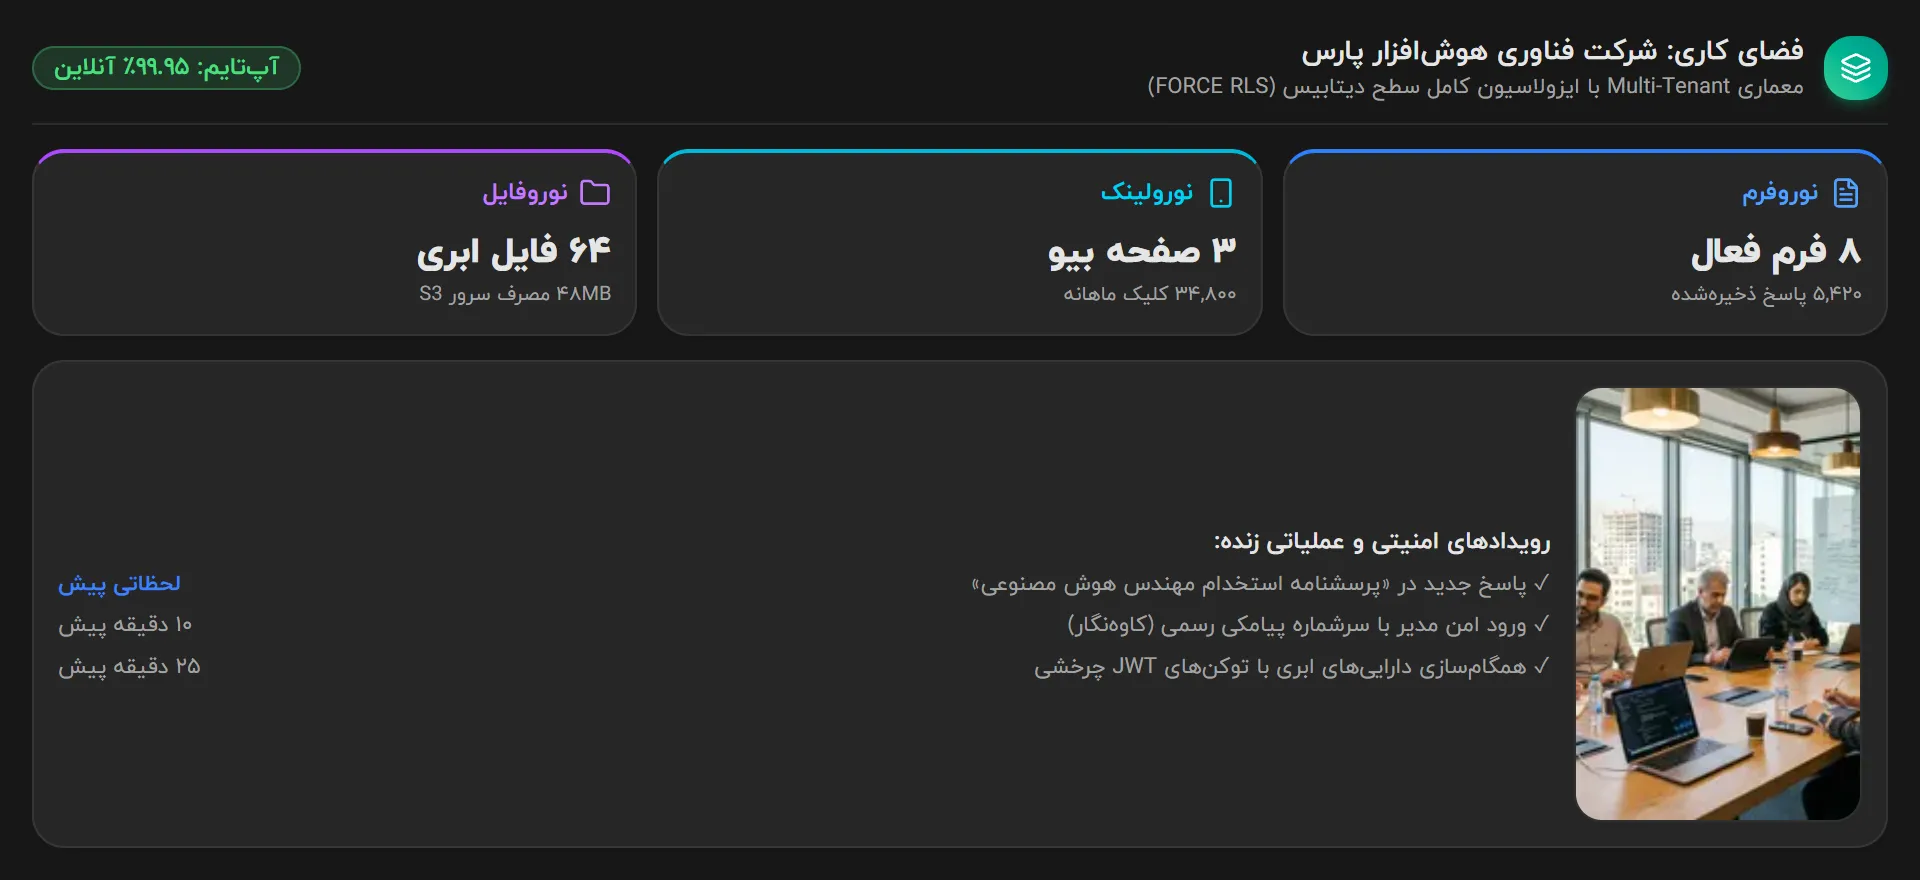 فضای کاری: شرکت فناوری هوش‌افزار پارس
معماری Multi-Tenant با ایزولاسیون کامل سطح دیتابیس (FORCE RLS)
آپ‌تایم: ۹۹.۹۵٪ آنلاین
نوروفرم
۸ فرم فعال
۵,۴۲۰ پاسخ ذخیره‌شده
نورولینک
۳ صفحه بیو
۳۴,۸۰۰ کلیک ماهانه
نوروفایل
۶۴ فایل ابری
۴۸MB مصرف سرور S3
رویدادهای امنیتی و عملیاتی زنده:
✓ پاسخ جدید در «پرسشنامه استخدام مهندس هوش مصنوعی» لحظاتی پیش
✓ ورود امن مدیر با سرشماره پیامکی رسمی (کاوه‌نگار) ۱۰ دقیقه پیش
✓ همگام‌سازی دارایی‌های ابری با توکن‌های JWT چرخشی ۲۵ دقیقه پیش